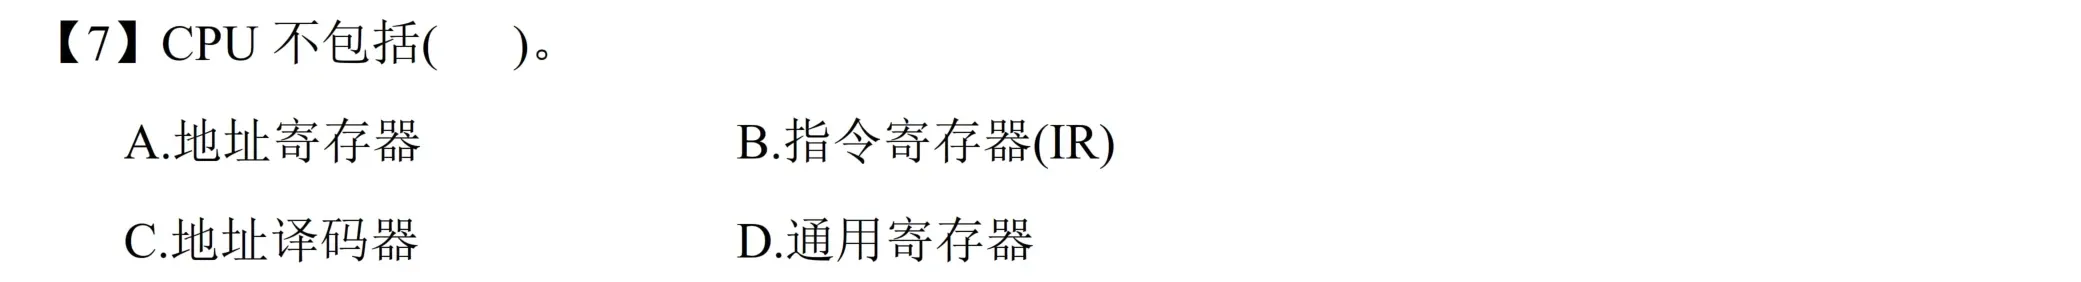 【7】CPU 不包括(  )。
A.地址寄存器 B.指令寄存器(IR)
C.地址译码器 D.通用寄存器